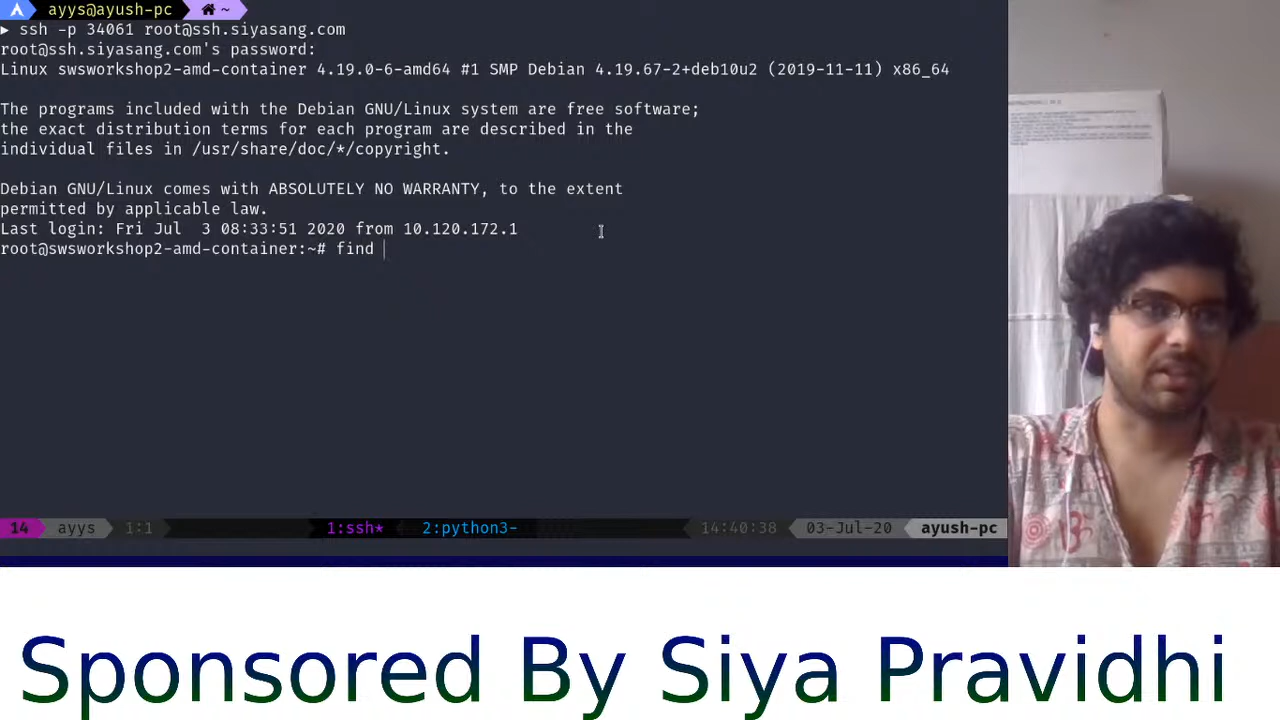 ayys@ayush-pc ~
▶ ssh -p 34061 root@ssh.siyasang.com
root@ssh.siyasang.com's password:
Linux swsworkshop2-amd-container 4.19.0-6-amd64 #1 SMP Debian 4.19.67-2+deb10u2 (2019-11-11) x86_64
The programs included with the Debian GNU/Linux system are free software;
the exact distribution terms for each program are described in the
individual files in /usr/share/doc/*/copyright.
Debian GNU/Linux comes with ABSOLUTELY NO WARRANTY, to the extent
permitted by applicable law.
Last login: Fri Jul  3 08:33:51 2020 from 10.120.172.1
root@swsworkshop2-amd-container:~# find
14 ayys 1:1 1:ssh* 2:python3- 14:40:38 03-Jul-20 ayush-pc
Sponsored By Siya Pravidhi